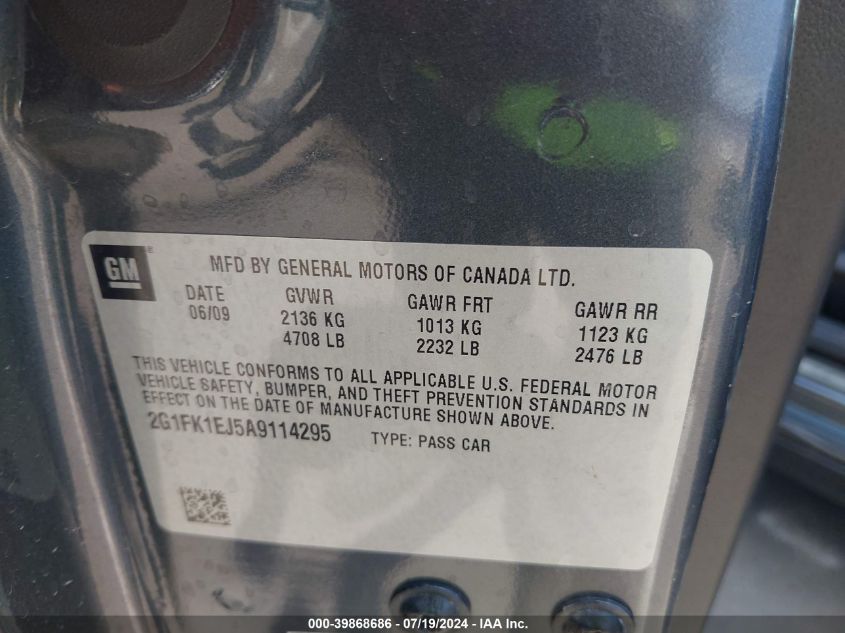 GM
MFD BY GENERAL MOTORS OF CANADA LTD.
DATE GVWR GAWR FRT GAWR RR
06/09 2136 KG 1013 KG 1123 KG
4708 LB 2232 LB 2476 LB
THIS VEHICLE CONFORMS TO ALL APPLICABLE U.S. FEDERAL MOTOR
VEHICLE SAFETY, BUMPER, AND THEFT PREVENTION STANDARDS IN
EFFECT ON THE DATE OF MANUFACTURE SHOWN ABOVE.
2G1FK1EJ5A9114295 TYPE: PASS CAR
000-39868686 - 07/19/2024 - IAA Inc.